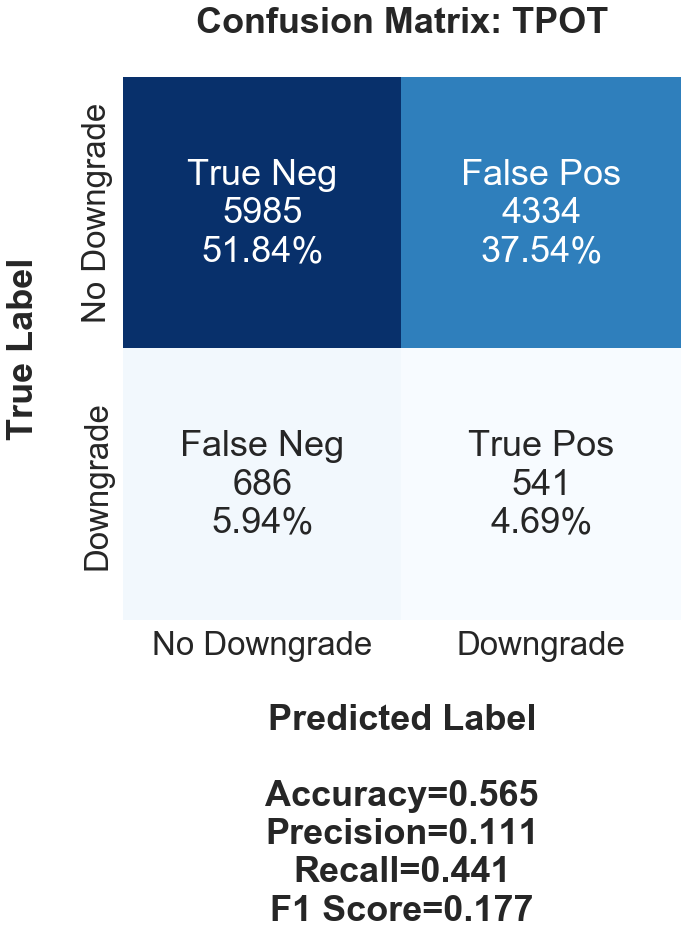 Confusion Matrix: TPOT
True Label
No Downgrade
True Neg
5985
51.84%
False Pos
4334
37.54%
Downgrade
False Neg
686
5.94%
True Pos
541
4.69%
No Downgrade
Downgrade
Predicted Label
Accuracy=0.565
Precision=0.111
Recall=0.441
F1 Score=0.177